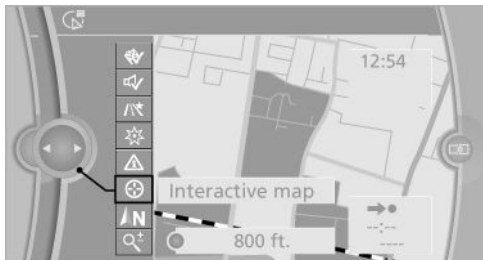 12:54
Interactive map
N
800 ft.
--:--
----